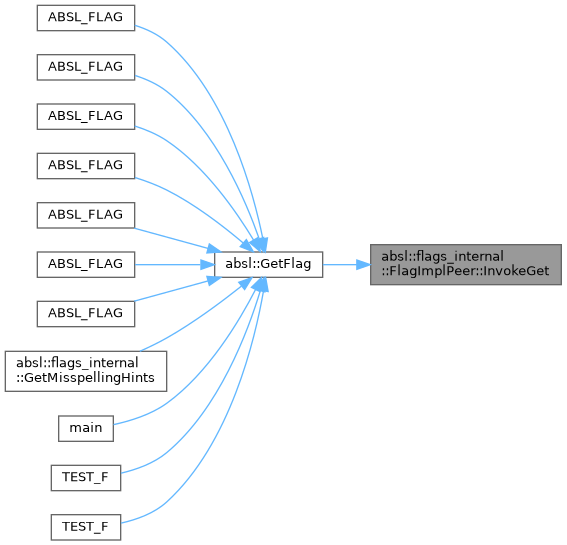 ABSL_FLAG
ABSL_FLAG
ABSL_FLAG
ABSL_FLAG
ABSL_FLAG
ABSL_FLAG
ABSL_FLAG
absl::flags_internal
::GetMisspellingHints
main
TEST_F
TEST_F
absl::GetFlag
absl::flags_internal
::FlagImplPeer::InvokeGet